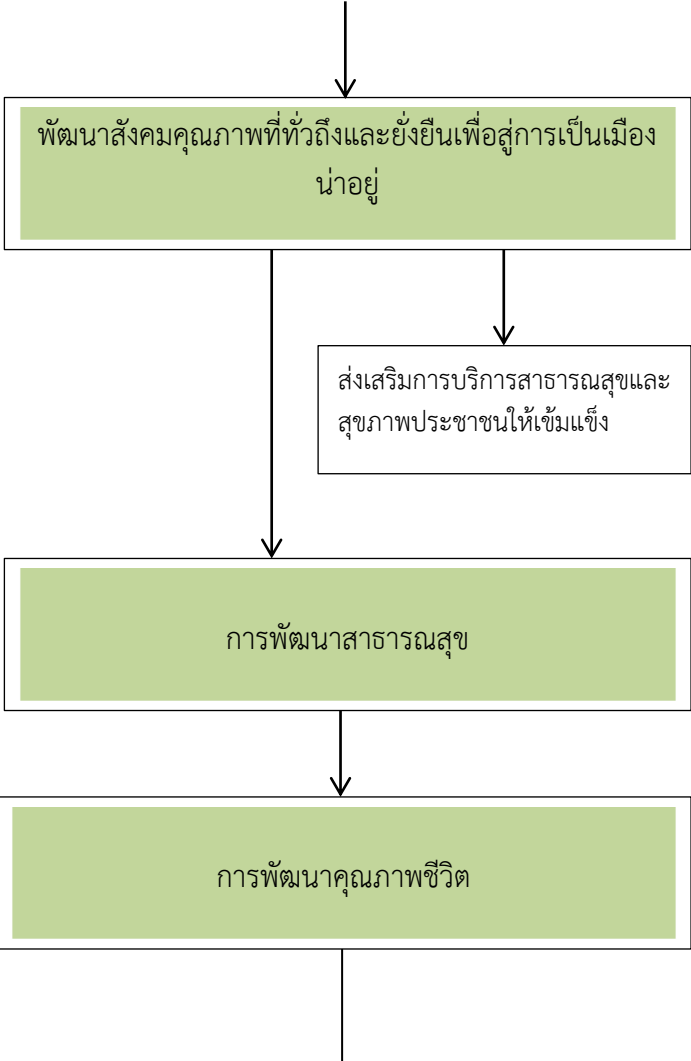 พัฒนาสังคมคุณภาพที่ทั่วถึงและยั่งยืนเพื่อสู่การเป็นเมือง
น่าอยู่
ส่งเสริมการบริการสาธารณสุขและ
สุขภาพประชาชนให้เข้มแข็ง
การพัฒนาสาธารณสุข
การพัฒนาคุณภาพชีวิต